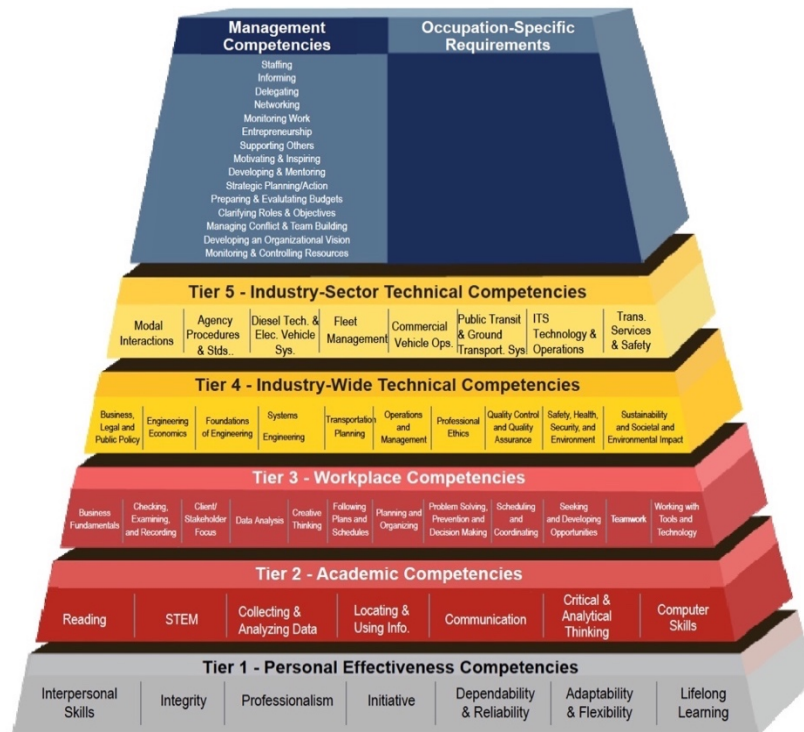 Management
Competencies
Occupation-Specific
Requirements
Staffing
Informing
Delegating
Networking
Monitoring Work
Entrepreneurship
Supporting Others
Motivating & Inspiring
Developing & Mentoring
Strategic Planning/Action
Preparing & Evalutating Budgets
Clarifying Roles & Objectives
Managing Conflict & Team Building
Developing an Organizational Vision
Monitoring & Controlling Resources
Tier 5 - Industry-Sector Technical Competencies
Modal
Interactions
Agency
Procedures
& Stds..
Diesel Tech. &
Elec. Vehicle
Sys.
Fleet
Management
Commercial
Vehicle Ops.
Public Transit
& Ground
Transport. Sys
ITS
Technology &
Operations
Trans.
Services
& Safety
Tier 4 - Industry-Wide Technical Competencies
Business,
Legal and
Public Policy
Engineering
Economics
Foundations
of Engineering
Systems
Engineering
Transportation
Planning
Operations
and
Management
Professional
Ethics
Quality Control
and Quality
Assurance
Safety, Health,
Security, and
Environment
Sustainability
and Societal and
Environmental Impact
Tier 3 - Workplace Competencies
Business
Fundamentals
Checking,
Examining,
and Recording
Client/
Stakeholder
Focus
Data Analysis
Creative
Thinking
Following
Plans and
Schedules
Planning and
Organizing
Problem Solving,
Prevention and
Decision Making
Scheduling
and
Coordinating
Seeking
and Developing
Opportunities
Teamwork
Working with
Tools and
Technology
Tier 2 - Academic Competencies
Reading
STEM
Collecting &
Analyzing Data
Locating &
Using Info.
Communication
Critical &
Analytical
Thinking
Computer
Skills
Tier 1 - Personal Effectiveness Competencies
Interpersonal
Skills
Integrity
Professionalism
Initiative
Dependability
& Reliability
Adaptability
& Flexibility
Lifelong
Learning